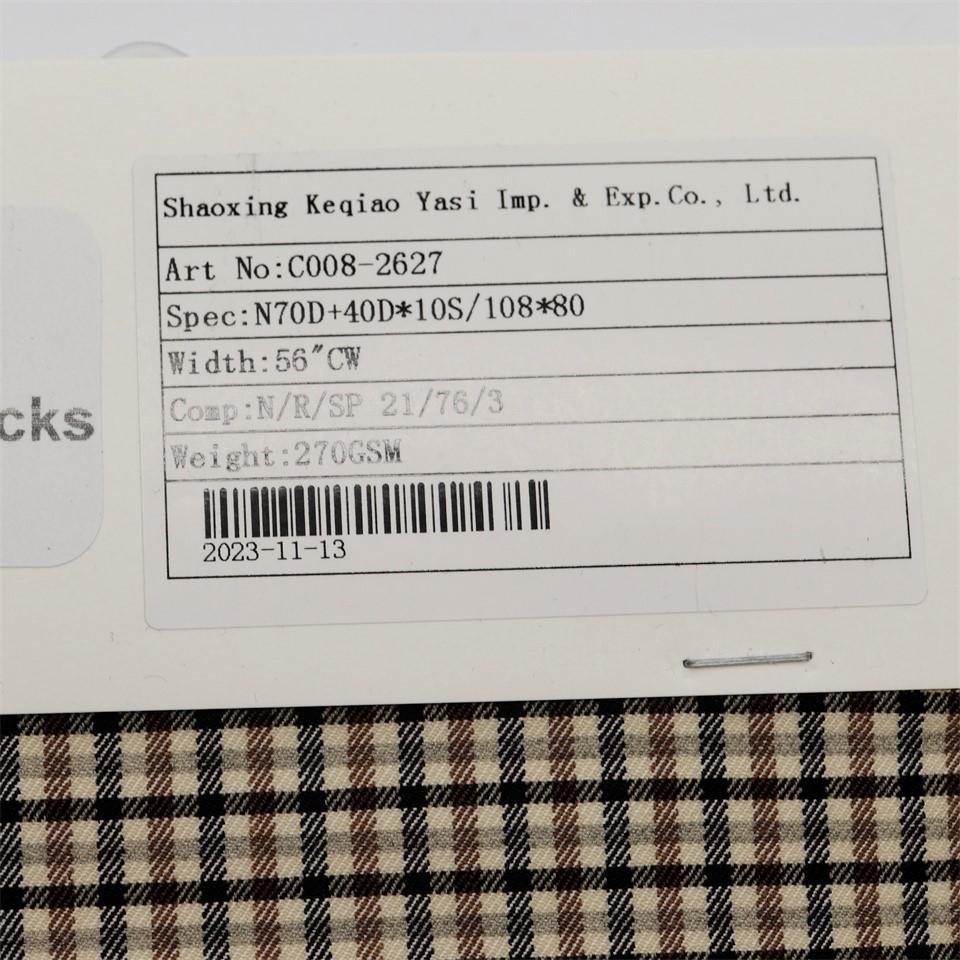 Shaoxing Keqiao Yasi Imp. & Exp.Co., Ltd.
Art No:C008-2627
Spec:N70D+40D*10S/108*80
Width:56″CW
Comp:N/R/SP 21/76/3
cks
Weight:270GSM
2023-11-13